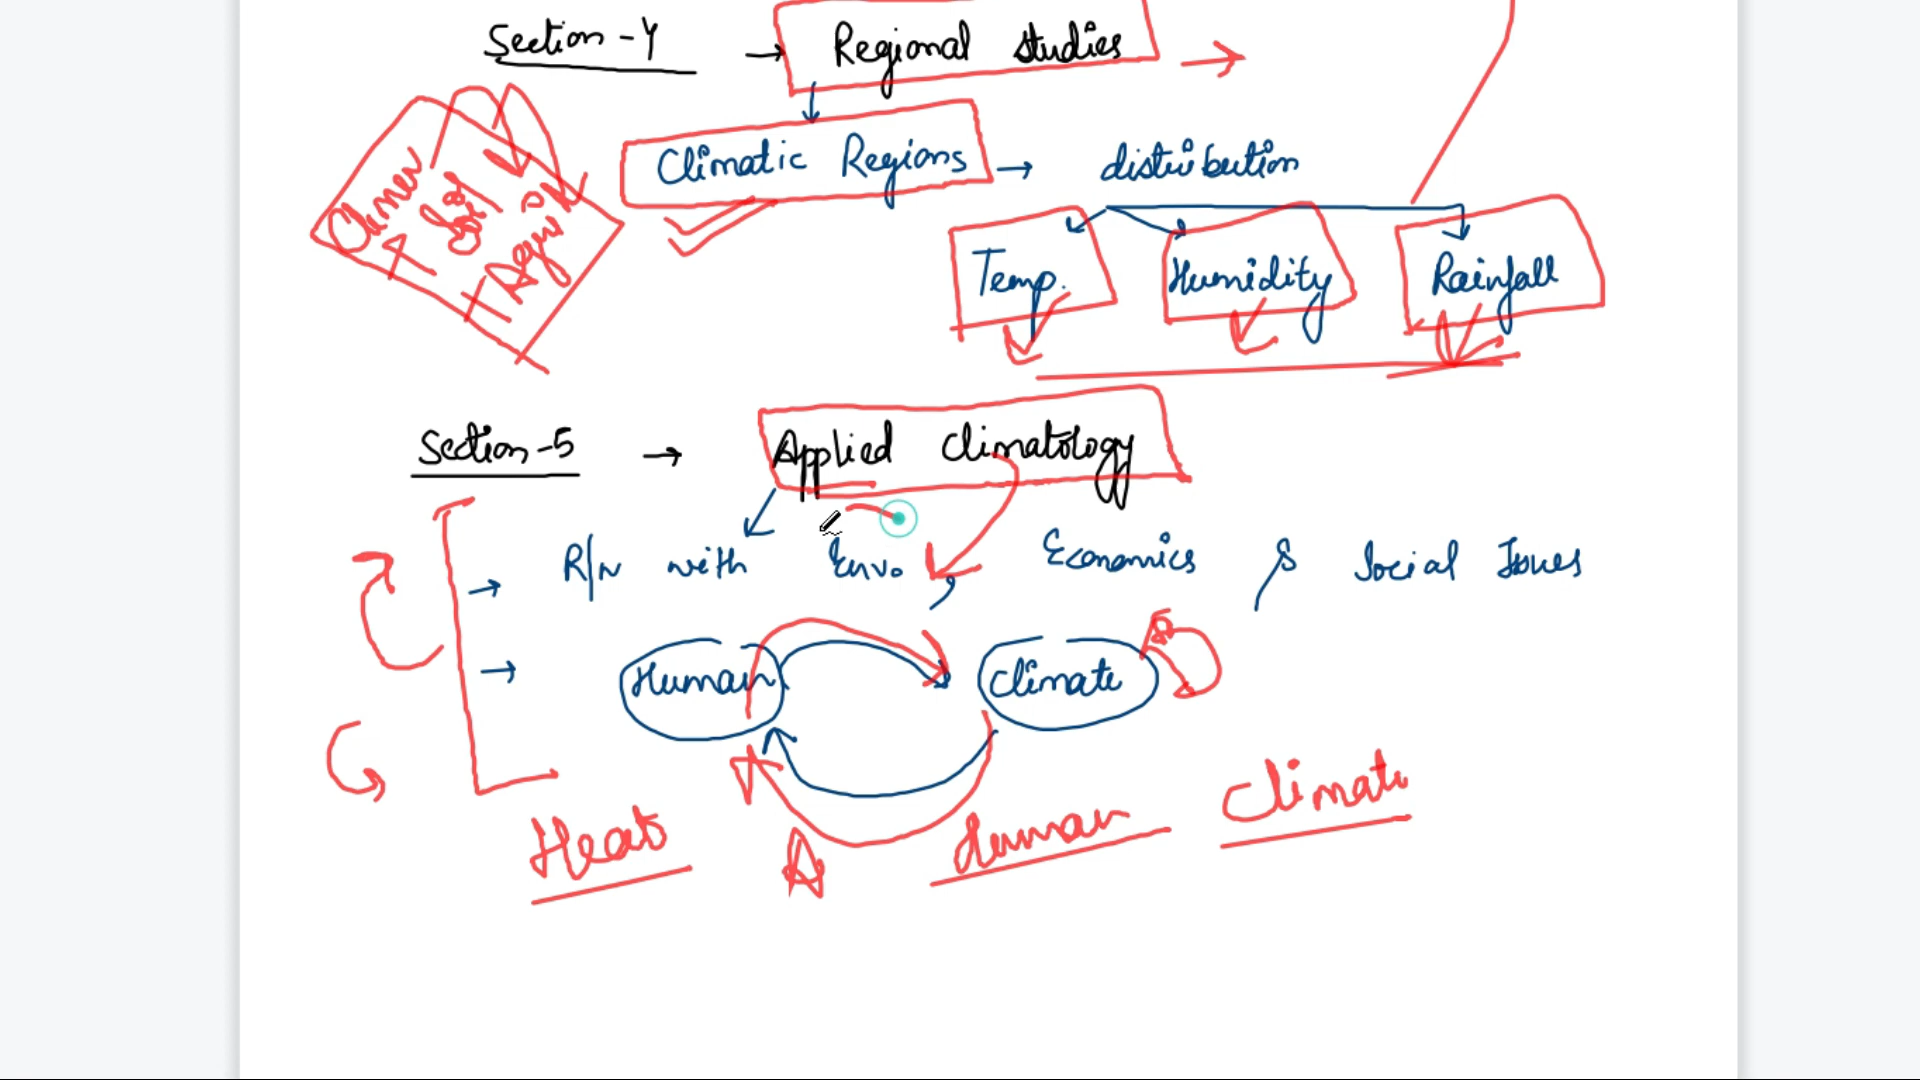 Section-4 → Regional studies →
Climatic Regions → distribution
Temp. Humidity Rainfall
Section-5 → Applied Climatology
→ R/n with Envo, Economics & Social Issues
→ Human Climate
Heat Human Climate